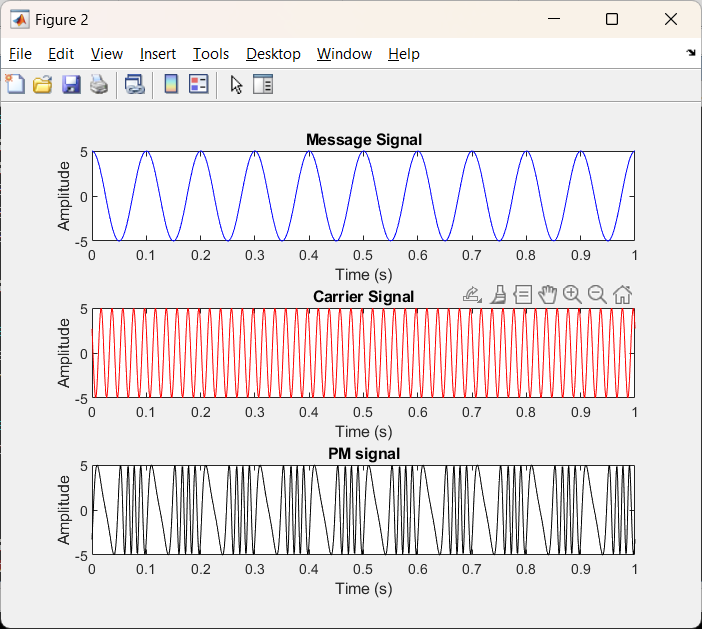 Figure 2
File Edit View Insert Tools Desktop Window Help
Message Signal
Amplitude
5
0
-5
0 0.1 0.2 0.3 0.4 0.5 0.6 0.7 0.8 0.9 1
Time (s)
Carrier Signal
Amplitude
5
0
-5
0 0.1 0.2 0.3 0.4 0.5 0.6 0.7 0.8 0.9 1
Time (s)
PM signal
Amplitude
5
0
-5
0 0.1 0.2 0.3 0.4 0.5 0.6 0.7 0.8 0.9 1
Time (s)